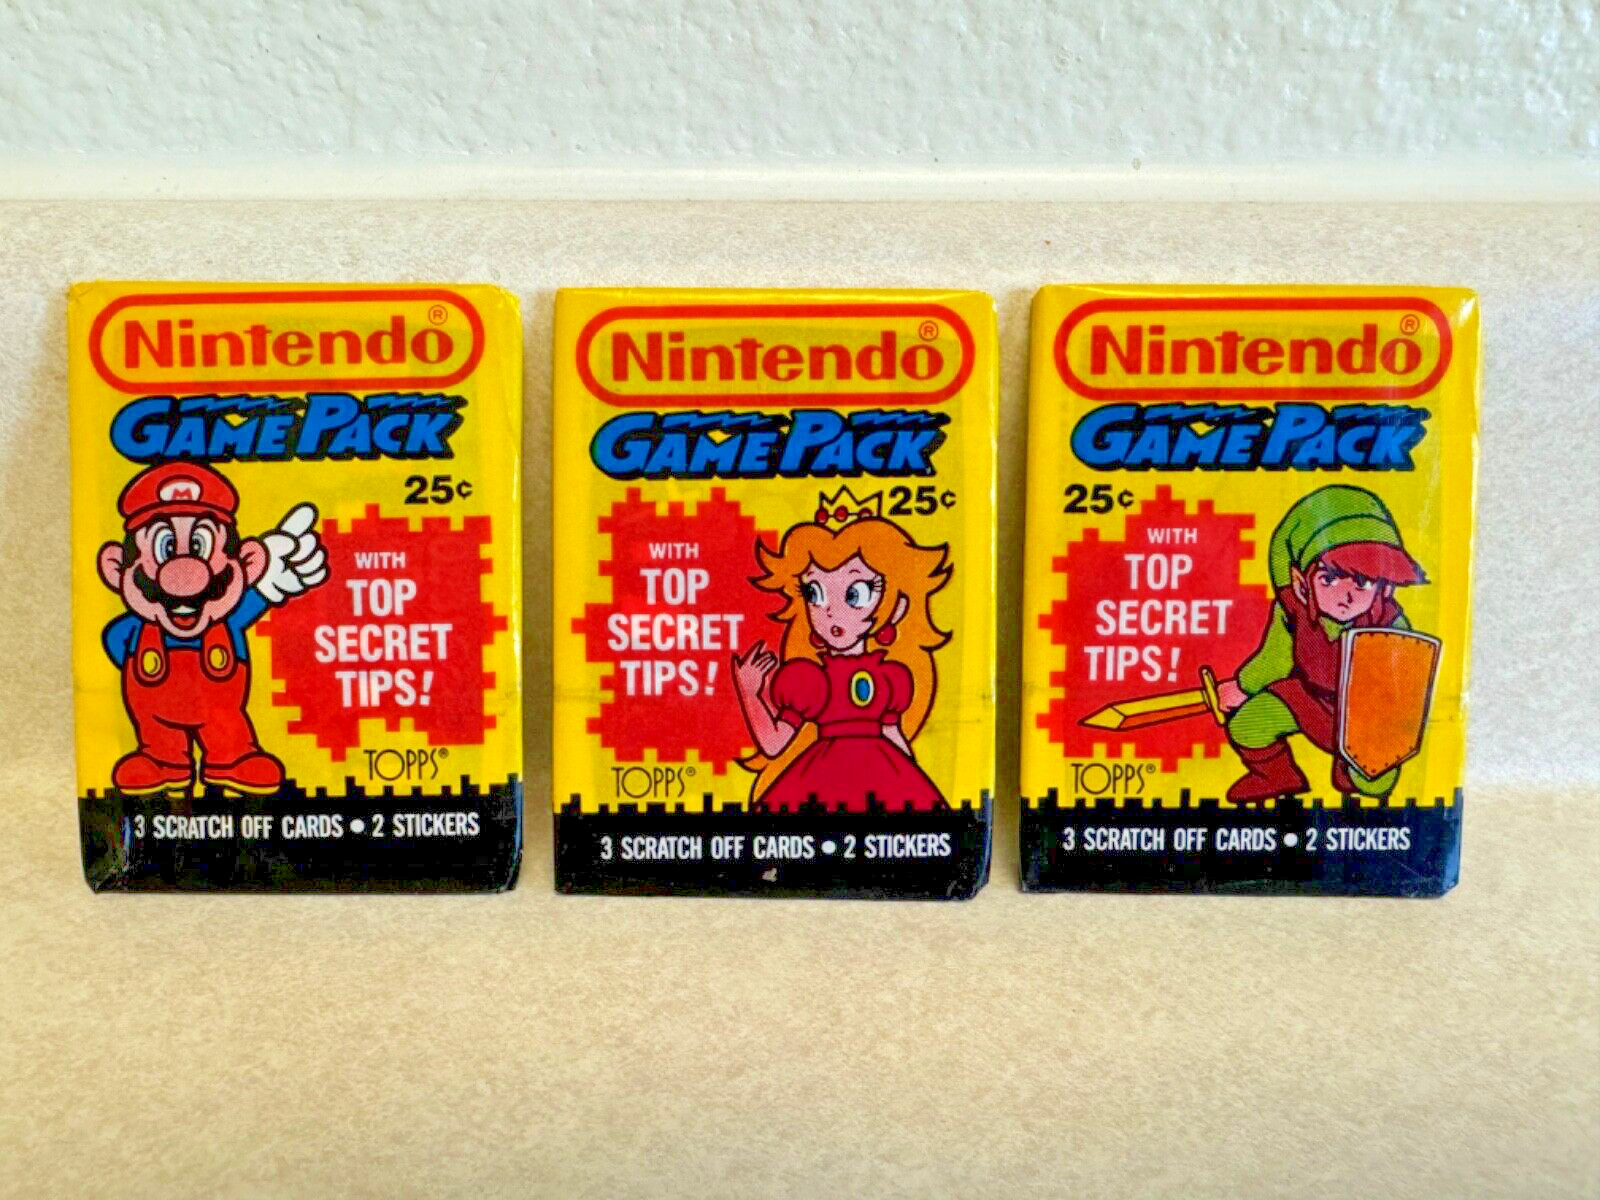 Nintendo®
GAME PACK
25¢
M
WITH
TOP
SECRET
TIPS!
TOPPS®
3 SCRATCH OFF CARDS • 2 STICKERS
Nintendo®
GAME PACK
25¢
WITH
TOP
SECRET
TIPS!
TOPPS®
3 SCRATCH OFF CARDS • 2 STICKERS
Nintendo®
GAME PACK
25¢
WITH
TOP
SECRET
TIPS!
TOPPS®
3 SCRATCH OFF CARDS • 2 STICKERS